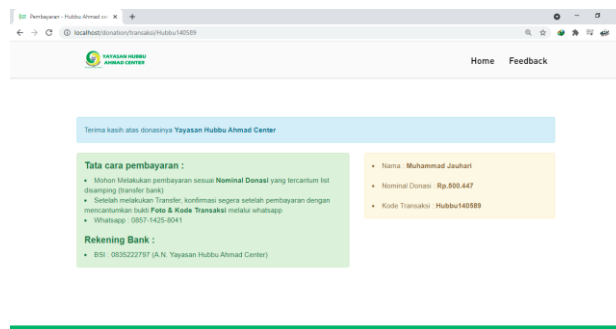 Pembayaran - Hubbu Ahmad
localhost/donation/transaksi/Hubbu140589
YAYASAN HUBBU
AHMAD CENTER
Home Feedback
Terima kasih atas donasinya Yayasan Hubbu Ahmad Center
Tata cara pembayaran :
Mohon Melakukan pembayaran sesuai Nominal Donasi yang tercantum list
disamping (transfer bank)
Setelah melakukan Transfer, konfirmasi segera setelah pembayaran dengan
mencantumkan bukti Foto & Kode Transaksi melalui whatsapp
Whatsapp : 0857-1425-8041
Rekening Bank :
BSI : 0835222797 (A.N. Yayasan Hubbu Ahmad Center)
Nama : Muhammad Jauhari
Nominal Donasi : Rp.500.447
Kode Transaksi : Hubbu140589